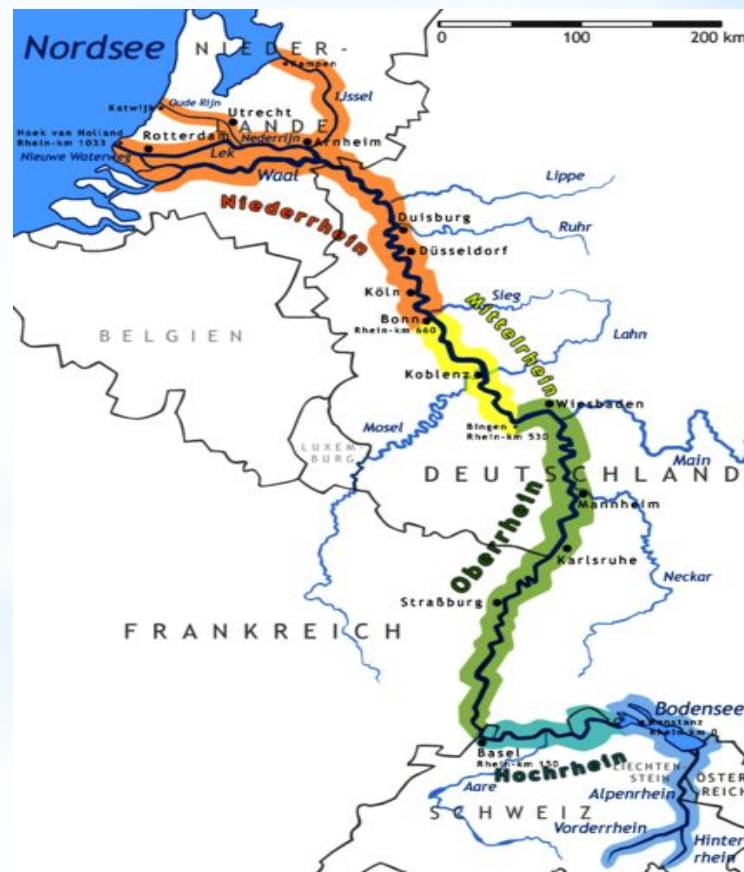 Nordsee
NIEDER-
0 100 200 km
Kampen
Katwijk
Oude Rijn
IJssel
Utrecht
LANDE
Hoek van Holland
Rhein-km 1033
Rotterdam
Nederrijn
Arnheim
Nieuwe Waterweg
Lek
Waal
Lippe
Niederrhein
Duisburg
Ruhr
Düsseldorf
Köln
Sieg
Mittelrhein
Bonn
Rhein-km 660
BELGIEN
Lahn
Koblenz
Wiesbaden
Mosel
Bingen
Rhein-km 530
LUXEM-
BURG
Main
DEUTSCHLAND
Mannheim
Oberrhein
Karlsruhe
Neckar
Straßburg
FRANKREICH
Bodensee
Konstanz
Rhein-km 0
Basel
Rhein-km 150
Hochrhein
LIECHTEN
STEIN
ÖSTER
REICH
Aare
Alpenrhein
SCHWEIZ
Vorderrhein
Hinter
rhein